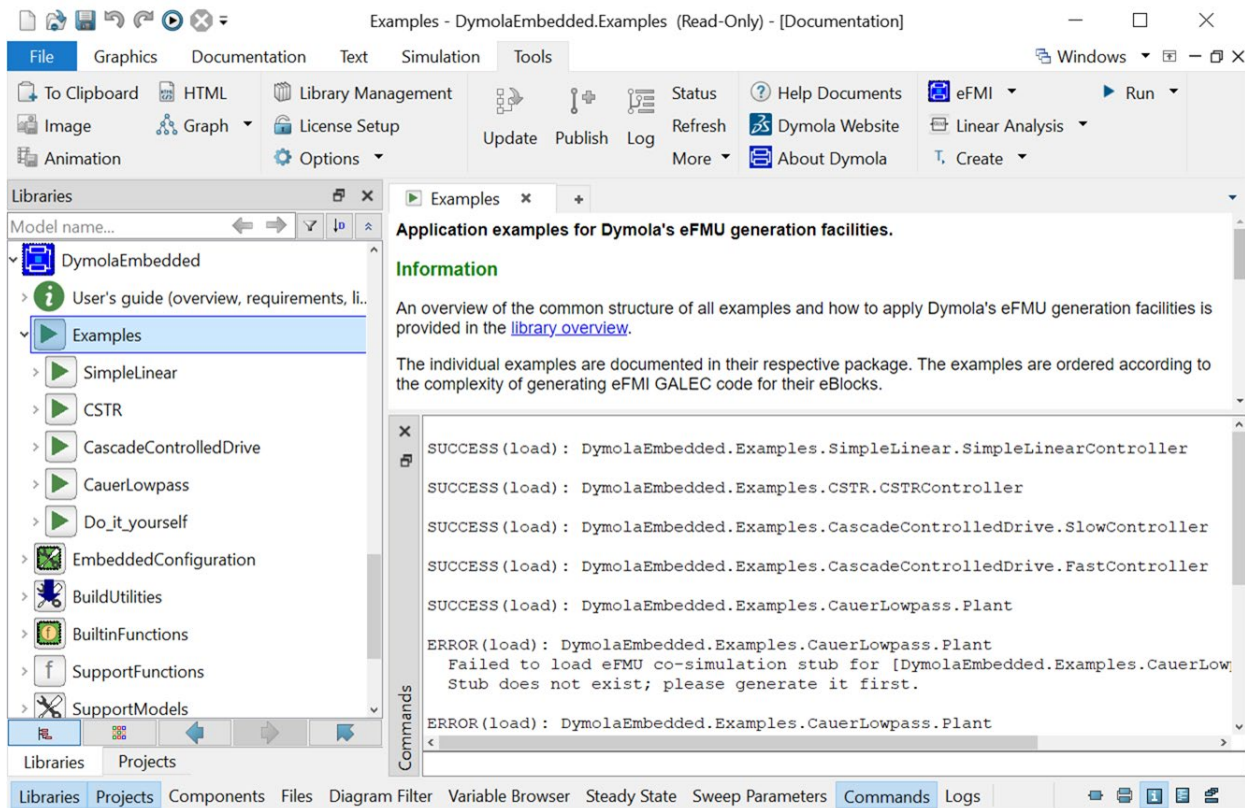 Examples - DymolaEmbedded.Examples (Read-Only) - [Documentation]
File Graphics Documentation Text Simulation Tools Windows
To Clipboard HTML Library Management Status Help Documents eFMI Run
Image Graph License Setup Update Publish Log Refresh Dymola Website Linear Analysis
Animation Options More About Dymola Create
Libraries
Model name...
DymolaEmbedded
User's guide (overview, requirements, li..
Examples
SimpleLinear
CSTR
CascadeControlledDrive
CauerLowpass
Do_it_yourself
EmbeddedConfiguration
BuildUtilities
BuiltinFunctions
SupportFunctions
SupportModels
Libraries Projects
Examples
Application examples for Dymola's eFMU generation facilities.
Information
An overview of the common structure of all examples and how to apply Dymola's eFMU generation facilities is
provided in the library overview.
The individual examples are documented in their respective package. The examples are ordered according to
the complexity of generating eFMI GALEC code for their eBlocks.
SUCCESS(load): DymolaEmbedded.Examples.SimpleLinear.SimpleLinearController
SUCCESS(load): DymolaEmbedded.Examples.CSTR.CSTRController
SUCCESS(load): DymolaEmbedded.Examples.CascadeControlledDrive.SlowController
SUCCESS(load): DymolaEmbedded.Examples.CascadeControlledDrive.FastController
SUCCESS(load): DymolaEmbedded.Examples.CauerLowpass.Plant
ERROR(load): DymolaEmbedded.Examples.CauerLowpass.Plant
Failed to load eFMU co-simulation stub for [DymolaEmbedded.Examples.CauerLow
Stub does not exist; please generate it first.
ERROR(load): DymolaEmbedded.Examples.CauerLowpass.Plant
Commands
Libraries Projects Components Files Diagram Filter Variable Browser Steady State Sweep Parameters Commands Logs